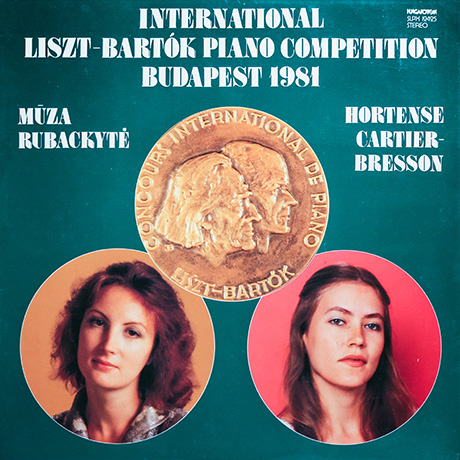 INTERNATIONAL
LISZT-BARTÓK PIANO COMPETITION
BUDAPEST 1981
HUNGAROTON
SLPX 12425
STEREO
MŪZA
RUBACKYTÉ
HORTENSE
CARTIER-
BRESSON
CONCOURS INTERNATIONAL DE PIANO
LISZT-BARTÓK